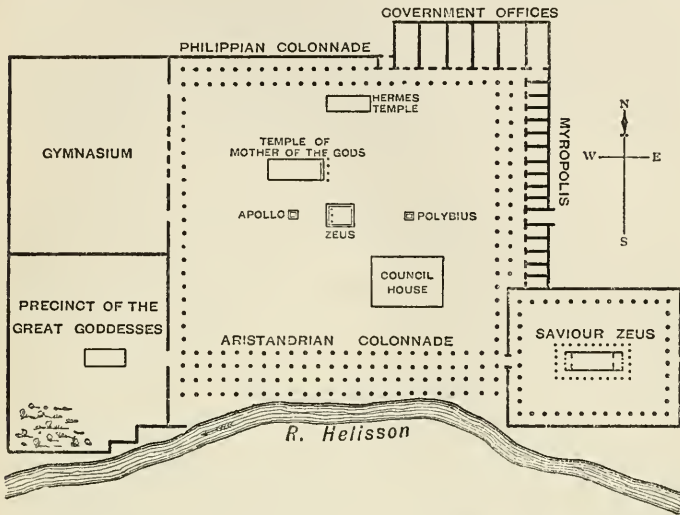 GOVERNMENT OFFICES
PHILIPPIAN COLONNADE
HERMES
TEMPLE
MYROPOLIS
N
W
E
S
GYMNASIUM
TEMPLE OF
MOTHER OF THE GODS
APOLLO
ZEUS
POLYBIUS
COUNCIL
HOUSE
PRECINCT OF THE
GREAT GODDESSES
ARISTANDRIAN COLONNADE
SAVIOUR ZEUS
R. Helisson